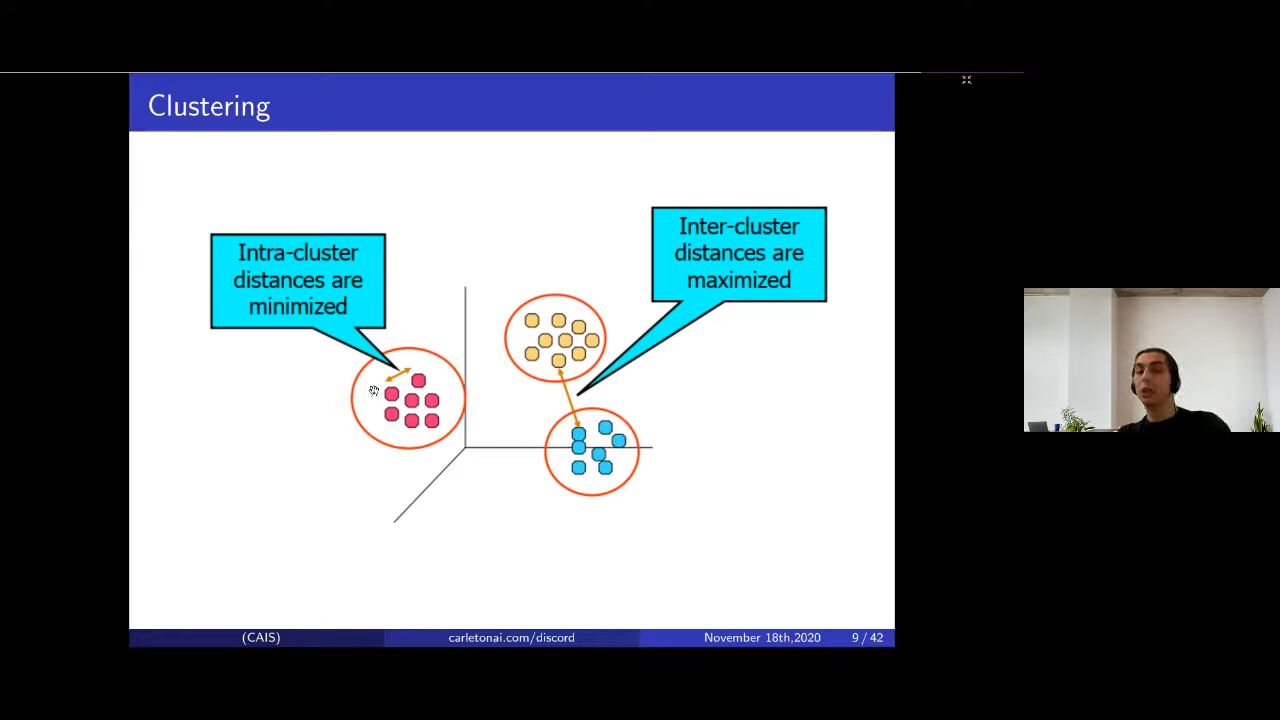 Clustering
Intra-cluster
distances are
minimized
Inter-cluster
distances are
maximized
(CAIS)
carletonai.com/discord
November 18th,2020
9 / 42